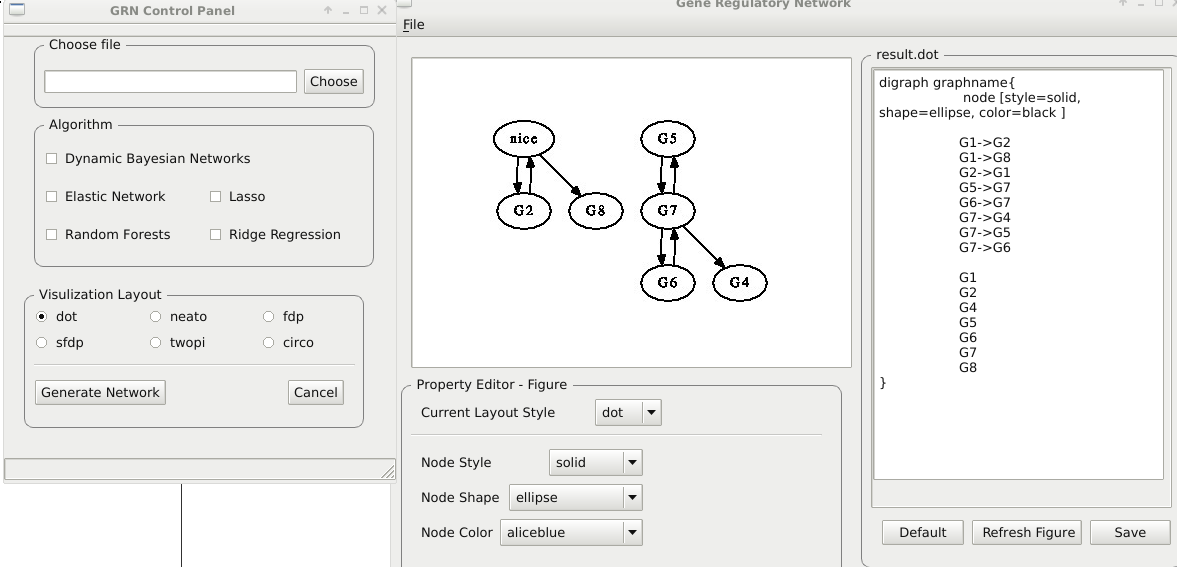 GRN Control Panel
Choose file
Choose
Algorithm
Dynamic Bayesian Networks
Elastic Network
Lasso
Random Forests
Ridge Regression
Visulization Layout
dot
neato
fdp
sfdp
twopi
circo
Generate Network
Cancel
Gene Regulatory Network
File
nice
G5
G2
G8
G7
G6
G4
Property Editor - Figure
Current Layout Style
dot
Node Style
solid
Node Shape
ellipse
Node Color
aliceblue
result.dot
digraph graphname{
node [style=solid,
shape=ellipse, color=black ]
G1->G2
G1->G8
G2->G1
G5->G7
G6->G7
G7->G4
G7->G5
G7->G6
G1
G2
G4
G5
G6
G7
G8
}
Default
Refresh Figure
Save